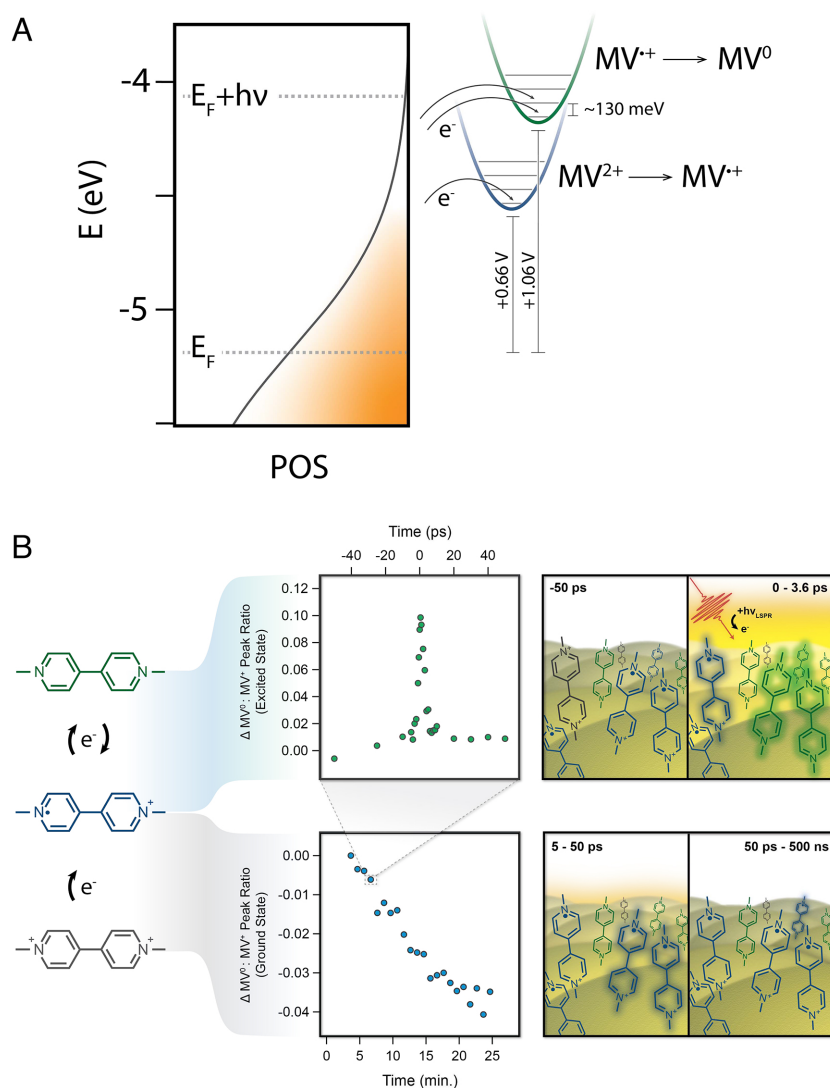 A
E (eV)
-4
-5
E_F+hν
E_F
POS
MV•+ → MV0
~130 meV
MV2+ → MV•+
e-
e-
+0.66 V
+1.06 V
B
Time (ps)
-40 -20 0 20 40
Δ MV⁰: MV⁺ Peak Ratio
(Excited State)
0.12
0.10
0.08
0.06
0.04
0.02
0.00
-50 ps
0 - 3.6 ps
+hν_LSPR
e-
N
N
e-
N
N+
e-
+N
N+
Δ MV⁰: MV⁺ Peak Ratio
(Ground State)
0.00
-0.01
-0.02
-0.03
-0.04
0 5 10 15 20 25
Time (min.)
5 - 50 ps
50 ps - 500 ns